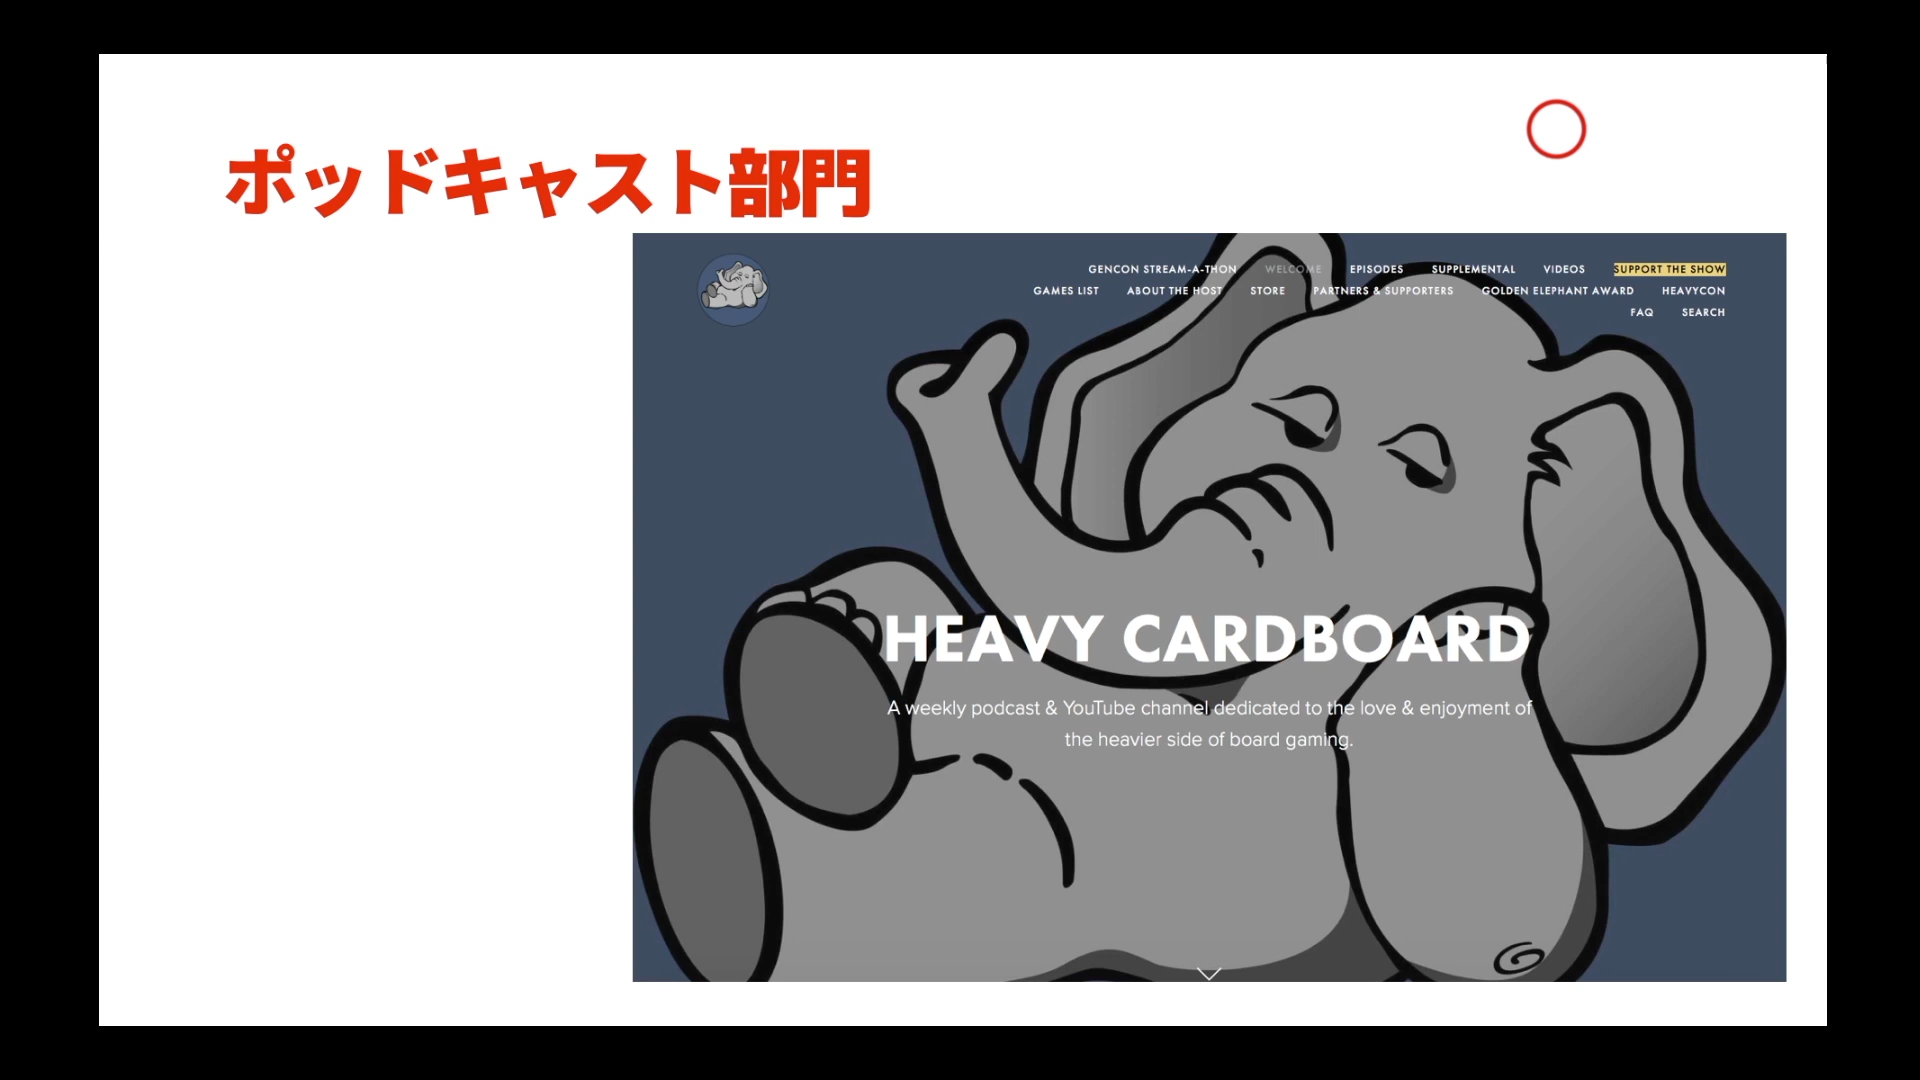 ポッドキャスト部門
GENCON STREAM-A-THON WELCOME EPISODES SUPPLEMENTAL VIDEOS SUPPORT THE SHOW
GAMES LIST ABOUT THE HOST STORE PARTNERS & SUPPORTERS GOLDEN ELEPHANT AWARD HEAVYCON
FAQ SEARCH
HEAVY CARDBOARD
A weekly podcast & YouTube channel dedicated to the love & enjoyment of
the heavier side of board gaming.